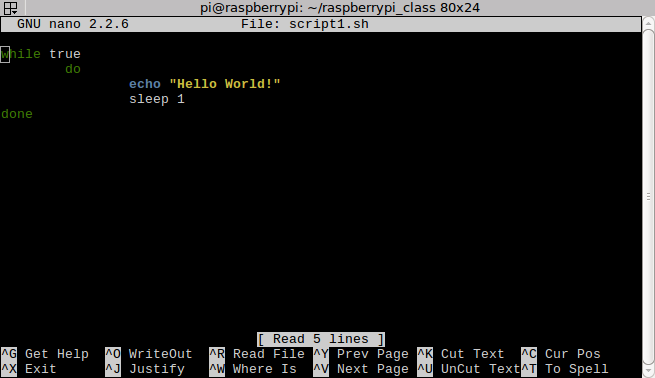 pi@raspberrypi: ~/raspberrypi_class 80x24
GNU nano 2.2.6 File: script1.sh
while true
do
echo "Hello World!"
sleep 1
done
[ Read 5 lines ]
^G Get Help ^O WriteOut ^R Read File ^Y Prev Page ^K Cut Text ^C Cur Pos
^X Exit ^J Justify ^W Where Is ^V Next Page ^U UnCut Text ^T To Spell